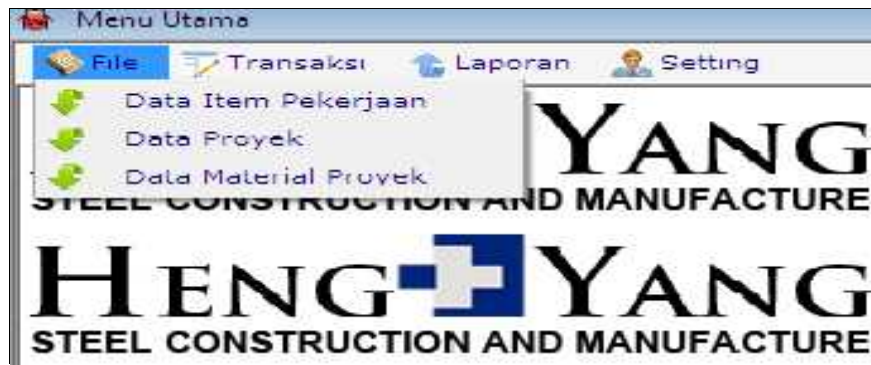 Menu Utama
File Transaksi Laporan Setting
Data Item Pekerjaan
Data Proyek
Data Material Proyek
YANG
STEEL CONSTRUCTION AND MANUFACTURE
HENG YANG
STEEL CONSTRUCTION AND MANUFACTURE